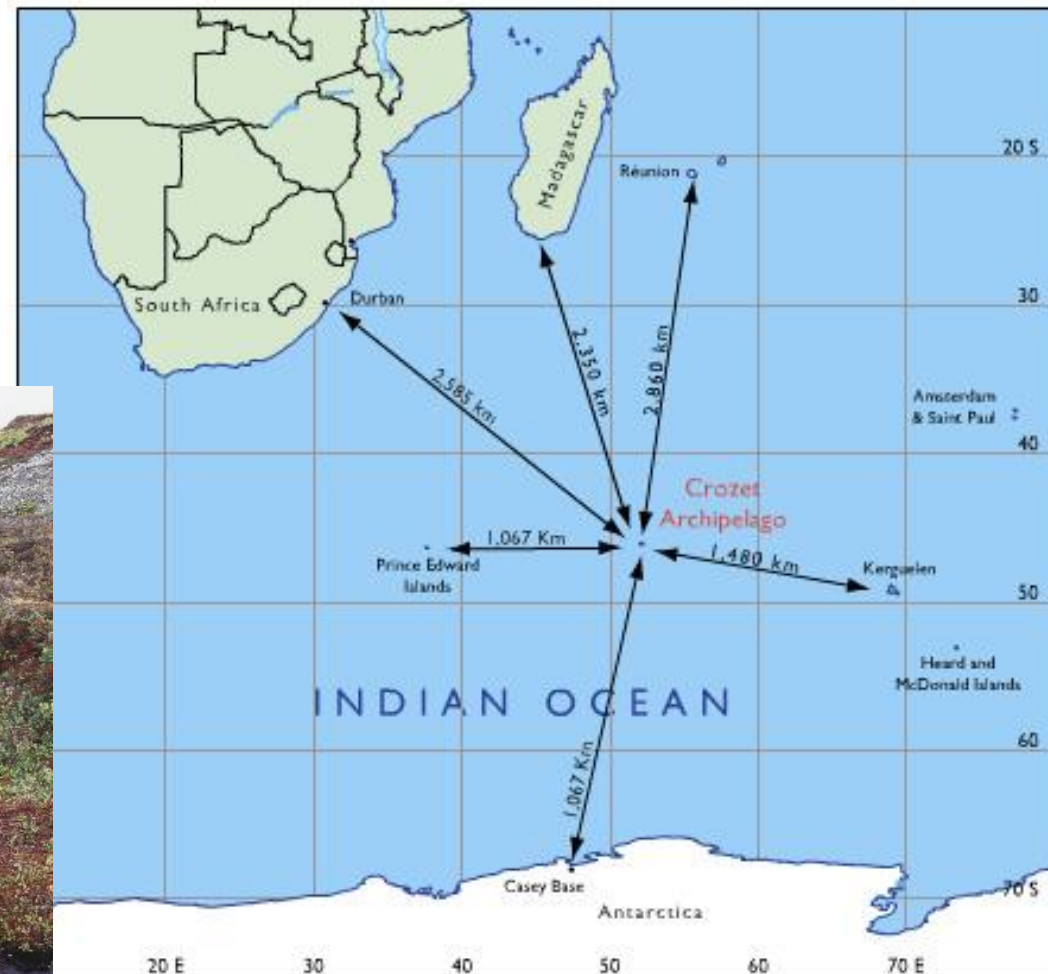 Madagascar
20 S
Réunion
South Africa
Durban
30
2,585 km
2,350 km
2,860 km
Amsterdam
& Saint Paul
40
Crozet
Archipelago
1,067 Km
1,480 km
Prince Edward
Islands
Kerguelen
50
Heard and
McDonald Islands
INDIAN OCEAN
60
1,067 Km
Casey Base
70 S
Antarctica
20 E
30
40
50
60
70 E